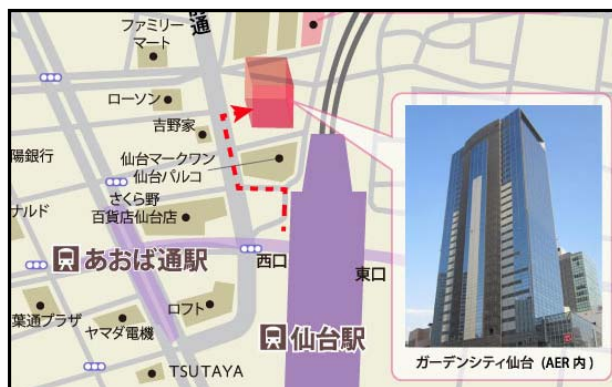 ファミリー
マート
前
通
ローソン
吉野家
陽銀行
仙台マークワン
仙台パルコ
さくら野
百貨店仙台店
ナルド
あおば通駅
西口
東口
葉通プラザ
ヤマダ電機
ロフト
仙台駅
TSUTAYA
ガーデンシティ仙台 (AER 内)